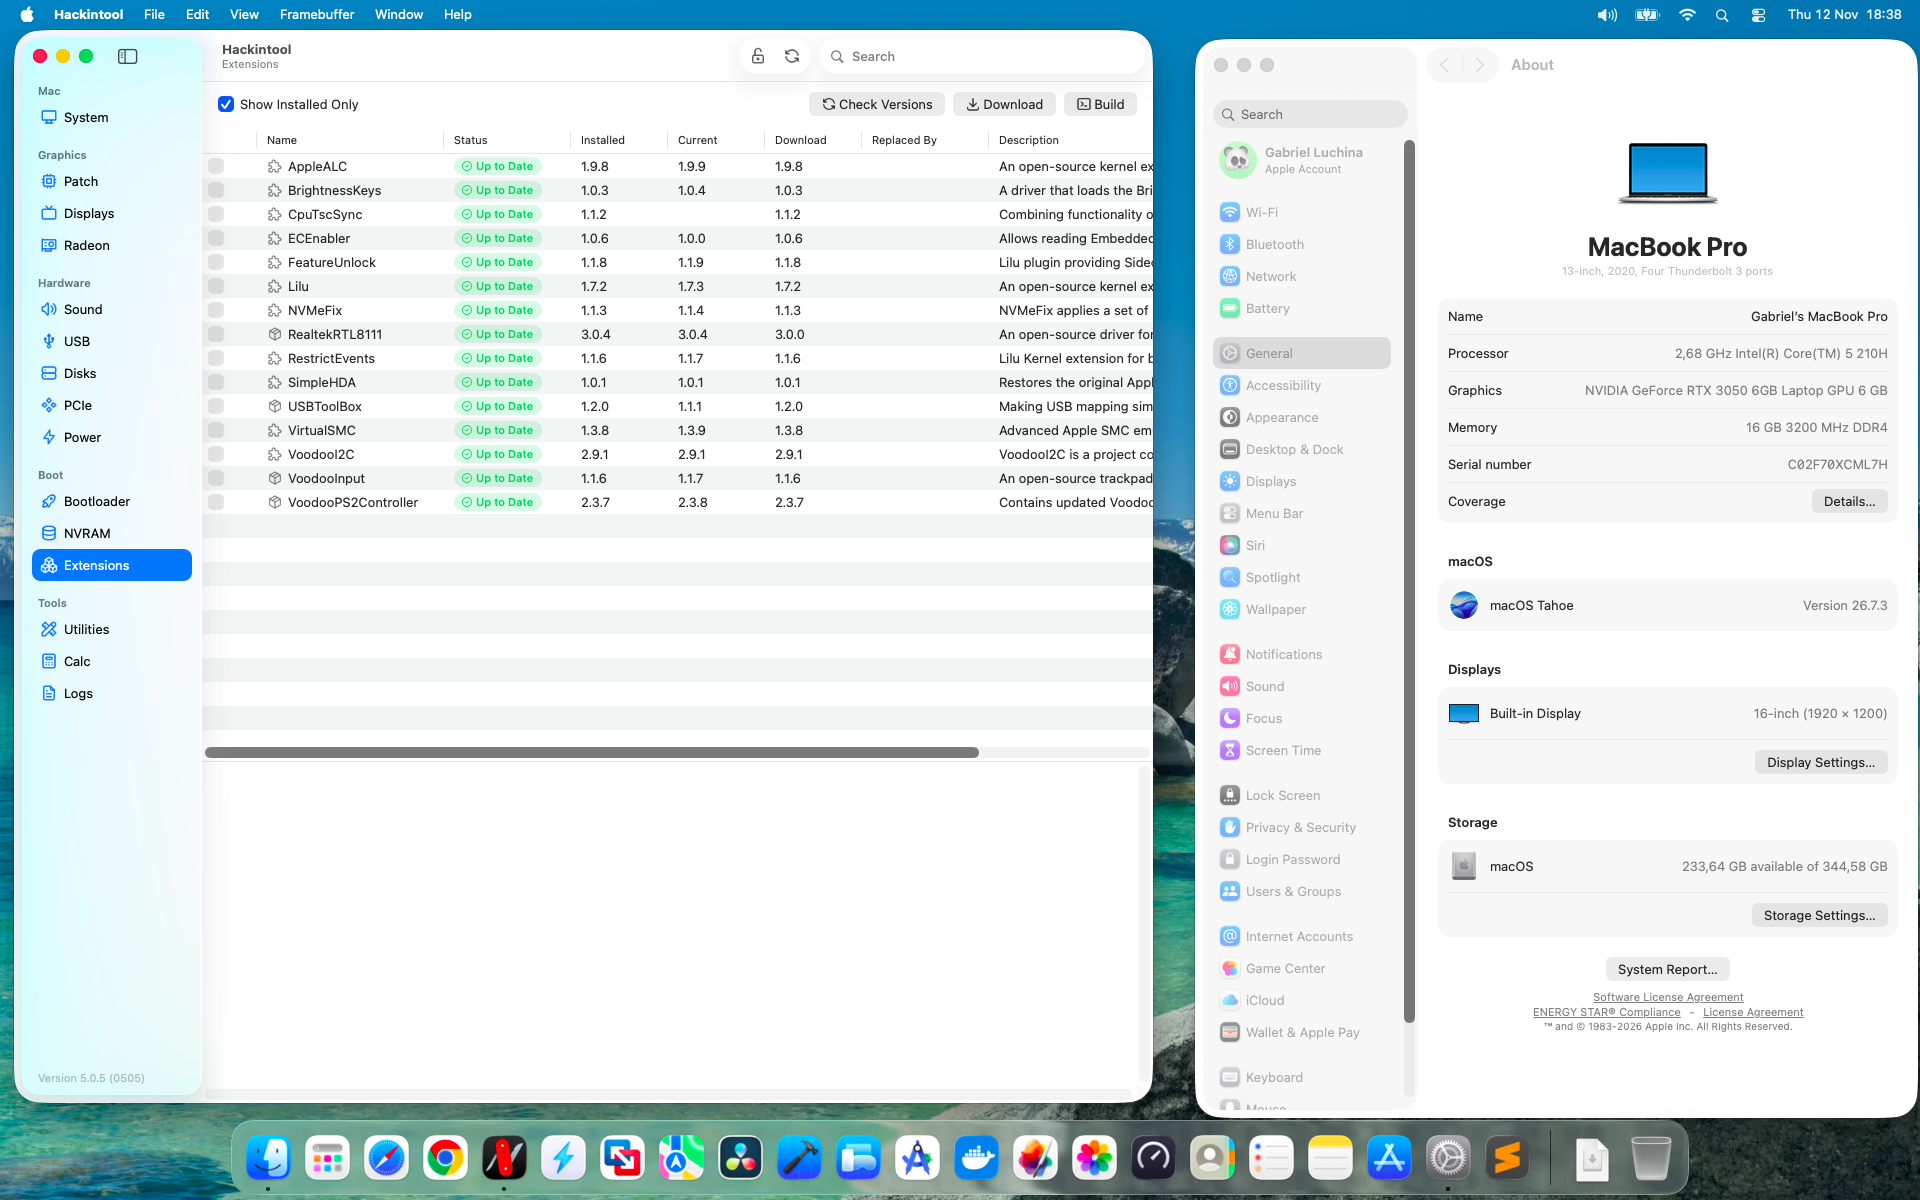 Hackintool File Edit View Framebuffer Window Help Thu 12 Nov 18:38
Hackintool
Extensions
Search
Mac
System
Graphics
Patch
Displays
Radeon
Hardware
Sound
USB
Disks
PCIe
Power
Boot
Bootloader
NVRAM
Extensions
Tools
Utilities
Calc
Logs
Version 5.0.5 (0505)
Show Installed Only Check Versions Download Build
Name Status Installed Current Download Replaced By Description
AppleALC Up to Date 1.9.8 1.9.9 1.9.8 An open-source kernel ex
BrightnessKeys Up to Date 1.0.3 1.0.4 1.0.3 A driver that loads the Bri
CpuTscSync Up to Date 1.1.2 1.1.2 Combining functionality o
ECEnabler Up to Date 1.0.6 1.0.0 1.0.6 Allows reading Embedded
FeatureUnlock Up to Date 1.1.8 1.1.9 1.1.8 Lilu plugin providing Side
Lilu Up to Date 1.7.2 1.7.3 1.7.2 An open-source kernel ex
NVMeFix Up to Date 1.1.3 1.1.4 1.1.3 NVMeFix applies a set of
RealtekRTL8111 Up to Date 3.0.4 3.0.4 3.0.0 An open-source driver for
RestrictEvents Up to Date 1.1.6 1.1.7 1.1.6 Lilu Kernel extension for b
SimpleHDA Up to Date 1.0.1 1.0.1 1.0.1 Restores the original Appl
USBToolBox Up to Date 1.2.0 1.1.1 1.2.0 Making USB mapping sim
VirtualSMC Up to Date 1.3.8 1.3.9 1.3.8 Advanced Apple SMC em
VoodooI2C Up to Date 2.9.1 2.9.1 2.9.1 VoodooI2C is a project co
VoodooInput Up to Date 1.1.6 1.1.7 1.1.6 An open-source trackpad
VoodooPS2Controller Up to Date 2.3.7 2.3.8 2.3.7 Contains updated Voodoo
Search
Gabriel Luchina
Apple Account
Wi-Fi
Bluetooth
Network
Battery
General
Accessibility
Appearance
Desktop & Dock
Displays
Menu Bar
Siri
Spotlight
Wallpaper
Notifications
Sound
Focus
Screen Time
Lock Screen
Privacy & Security
Login Password
Users & Groups
Internet Accounts
Game Center
iCloud
Wallet & Apple Pay
Keyboard
Mouse
About
MacBook Pro
13-inch, 2020, Four Thunderbolt 3 ports
Name Gabriel's MacBook Pro
Processor 2,68 GHz Intel(R) Core(TM) 5 210H
Graphics NVIDIA GeForce RTX 3050 6GB Laptop GPU 6 GB
Memory 16 GB 3200 MHz DDR4
Serial number C02F70XCML7H
Coverage Details...
macOS
macOS Tahoe Version 26.7.3
Displays
Built-in Display 16-inch (1920 × 1200)
Display Settings...
Storage
macOS 233,64 GB available of 344,58 GB
Storage Settings...
System Report...
Software License Agreement
ENERGY STAR® Compliance - License Agreement
™ and © 1983-2026 Apple Inc. All Rights Reserved.